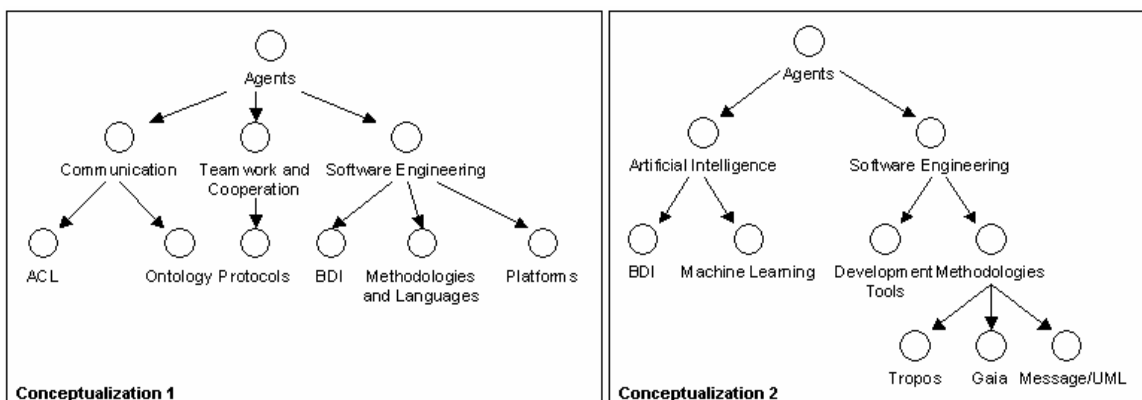 Agents
Communication
Teamwork and
Cooperation
Software Engineering
ACL
Ontology
Protocols
BDI
Methodologies
and Languages
Platforms
Conceptualization 1
Agents
Artificial Intelligence
Software Engineering
BDI
Machine Learning
Development
Tools
Methodologies
Tropos
Gaia
Message/UML
Conceptualization 2